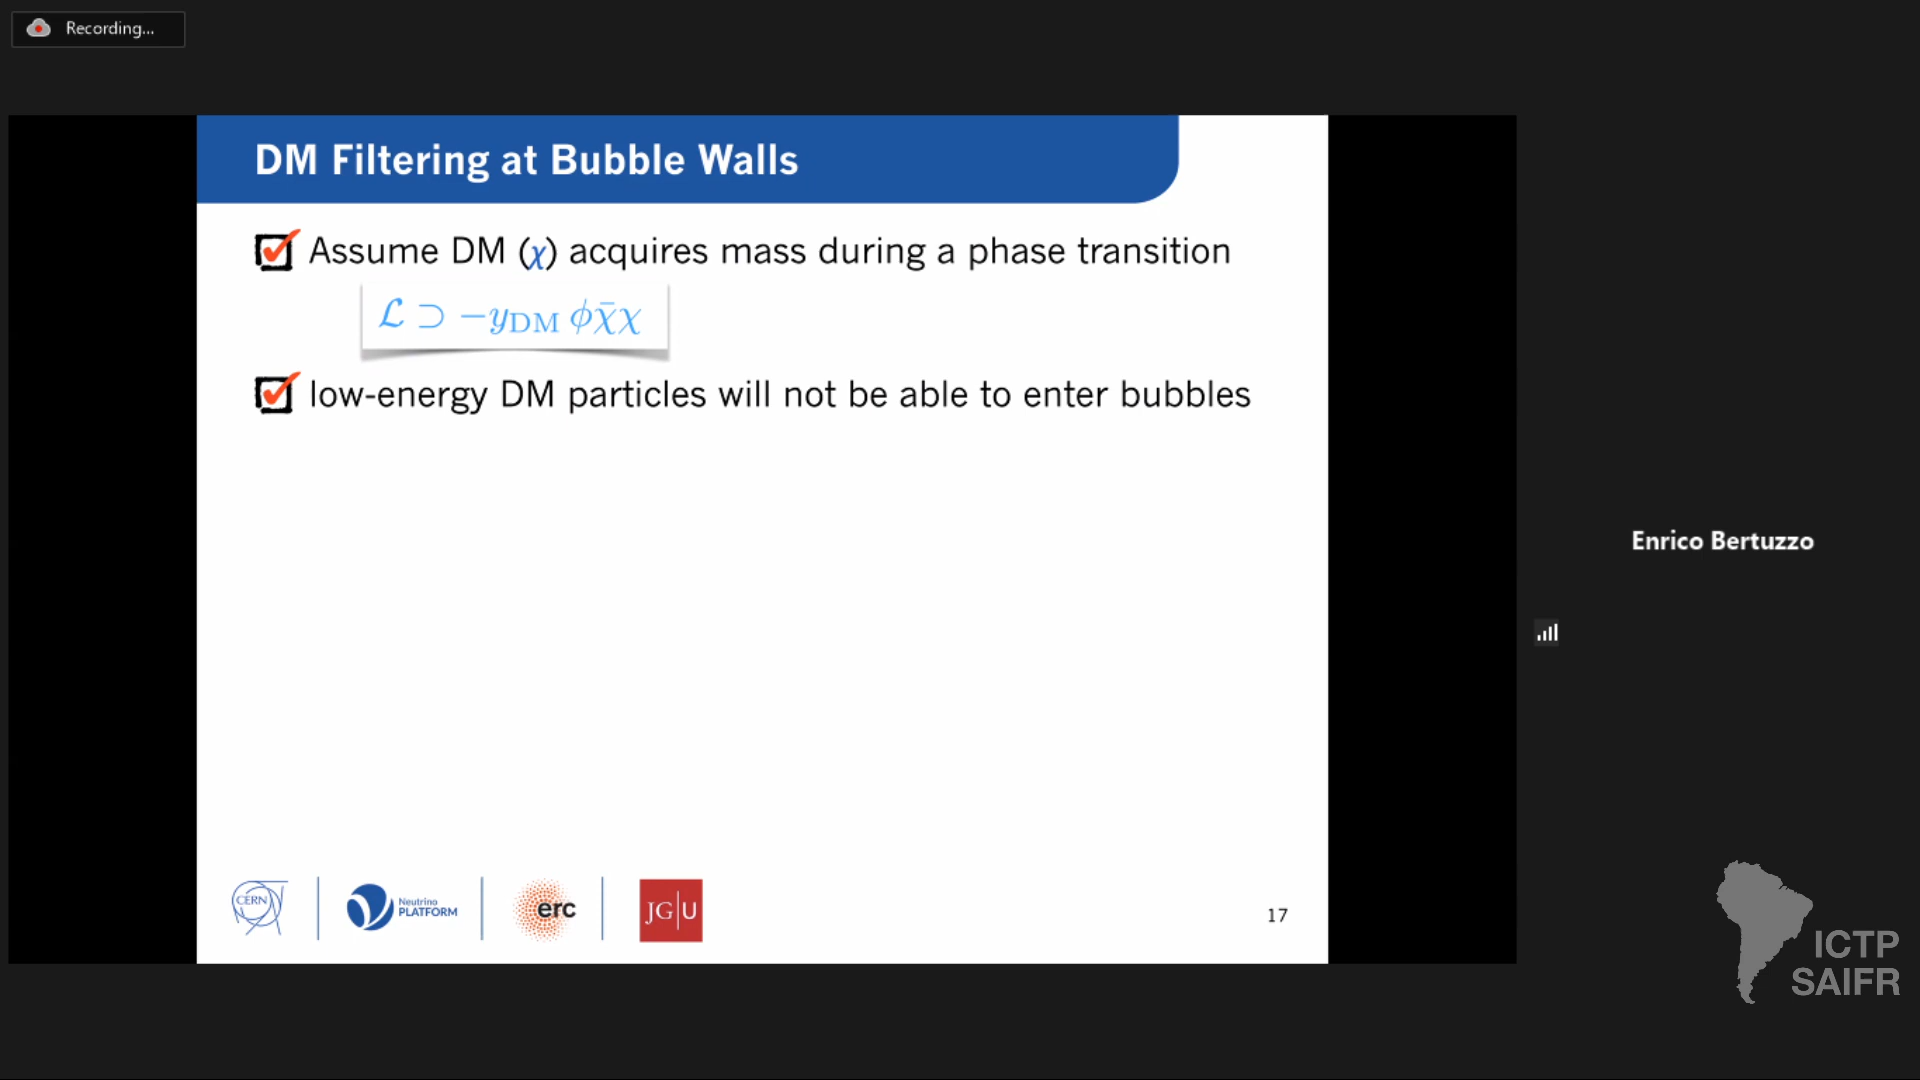 Recording...
DM Filtering at Bubble Walls
Assume DM (χ) acquires mass during a phase transition
ℒ ⊃ −y_DM ϕχ̄χ
low-energy DM particles will not be able to enter bubbles
Enrico Bertuzzo
CERN
Neutrino
PLATFORM
erc
JG|U
17
ICTP
SAIFR